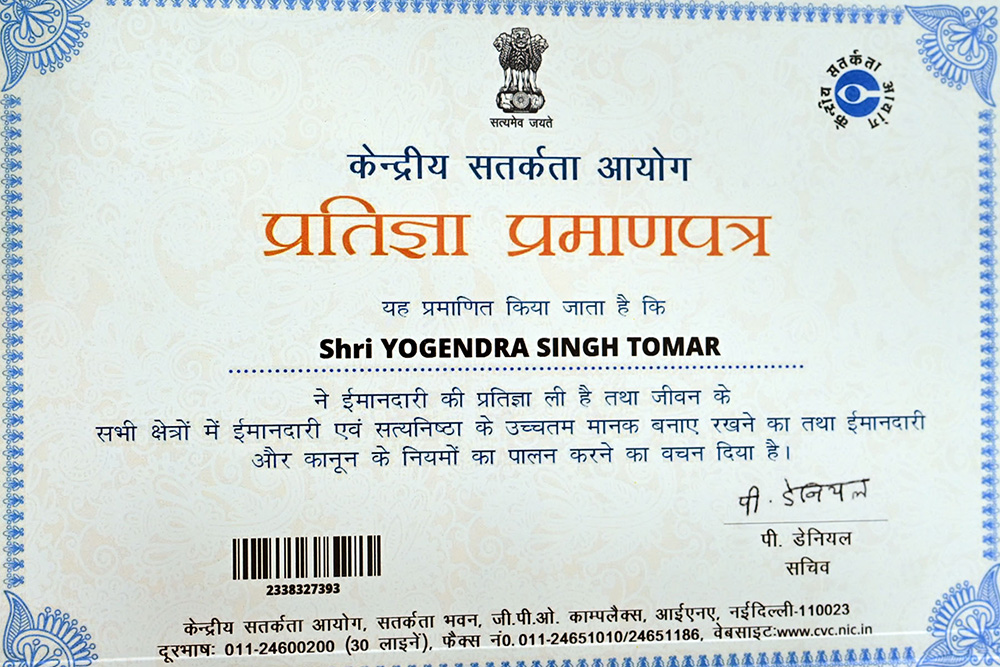 सत्यमेव जयते
केन्द्रीय सतर्कता आयोग
केन्द्रीय सतर्कता आयोग
प्रतिज्ञा प्रमाणपत्र
यह प्रमाणित किया जाता है कि
Shri YOGENDRA SINGH TOMAR
ने ईमानदारी की प्रतिज्ञा ली है तथा जीवन के
सभी क्षेत्रों में ईमानदारी एवं सत्यनिष्ठा के उच्चतम मानक बनाए रखने का तथा ईमानदारी
और कानून के नियमों का पालन करने का वचन दिया है।
पी. डेनियल
पी. डेनियल
सचिव
2338327393
केन्द्रीय सतर्कता आयोग, सतर्कता भवन, जी.पी.ओ. काम्पलैक्स, आईएनए, नईदिल्ली-110023
दूरभाषः 011-24600200 (30 लाइनें), फैक्स नं0. 011-24651010/24651186, वेबसाइटःwww.cvc.nic.in